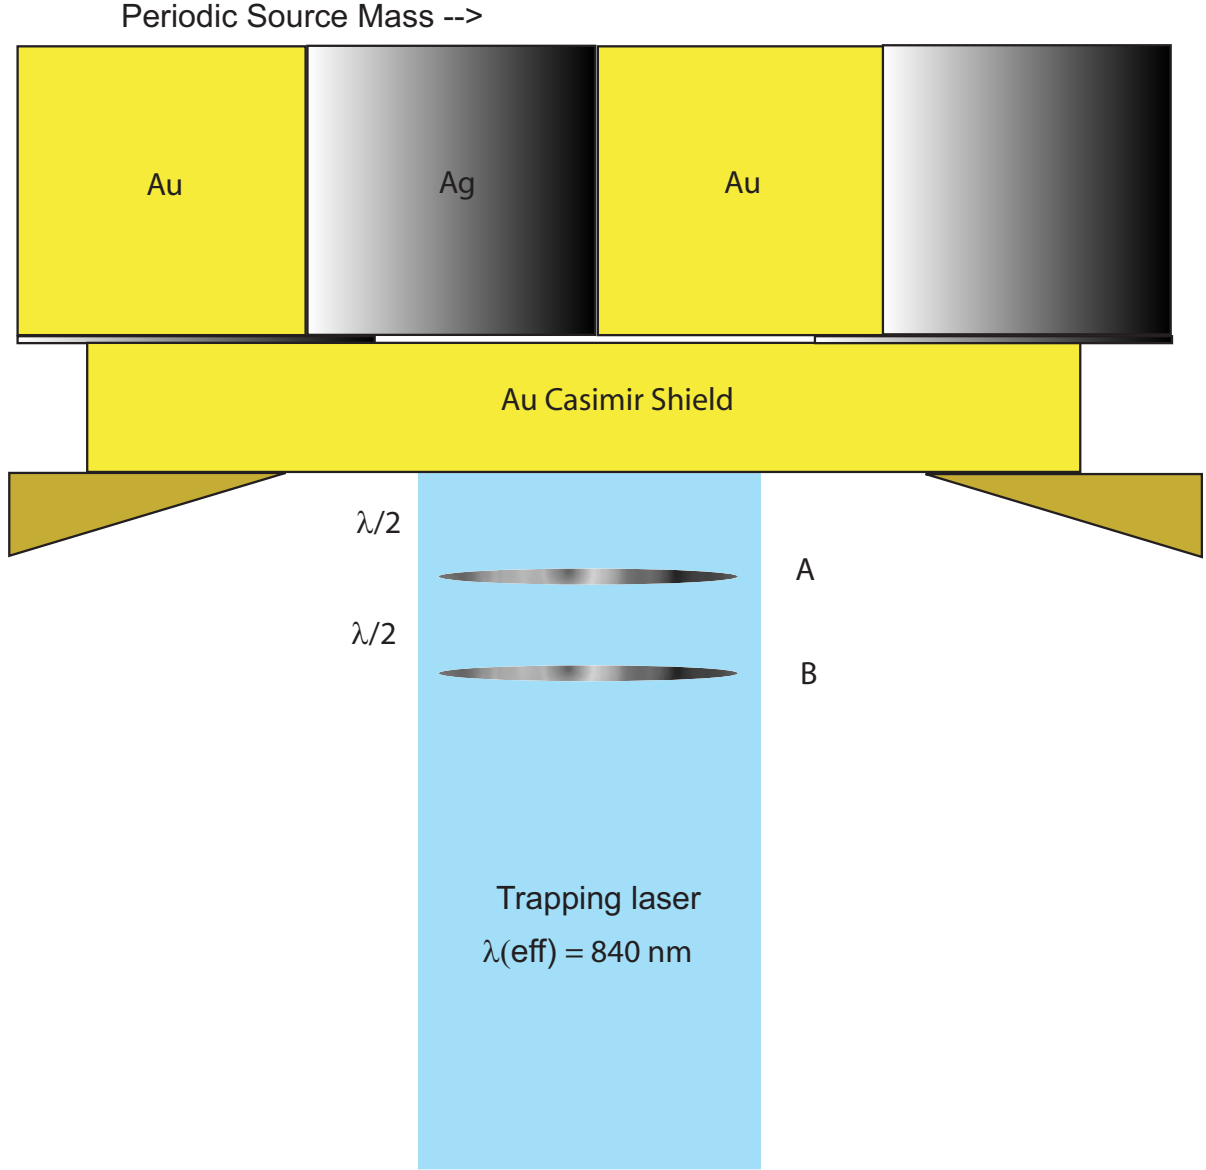 Periodic Source Mass -->
Au
Ag
Au
Au Casimir Shield
λ/2
A
λ/2
B
Trapping laser
λ(eff) = 840 nm